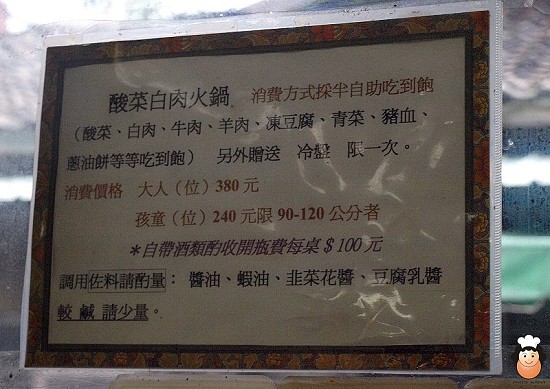 酸菜白肉火鍋 消費方式採半自助吃到飽
(酸菜、白肉、牛肉、羊肉、凍豆腐、青菜、豬血、
蔥油餅等等吃到飽) 另外贈送 冷盤 限一次。
消費價格 大人(位)380元
孩童(位)240元限90-120公分者
*自帶酒類酌收開瓶費每桌$100元
調用佐料請酌量: 醬油、蝦油、韭菜花醬、豆腐乳醬
較鹹 請少量。